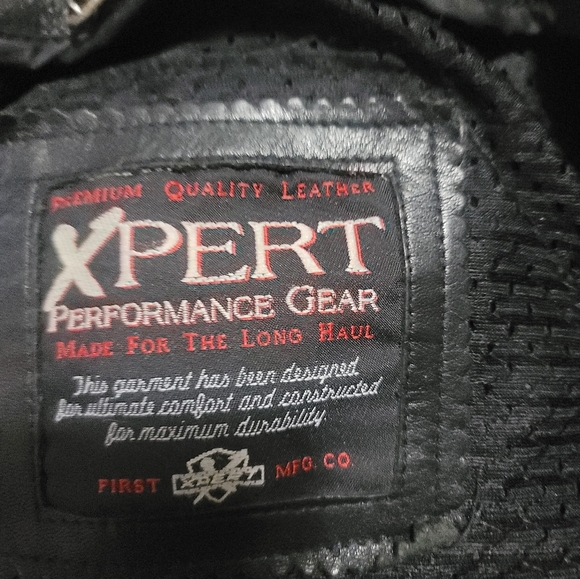 PREMIUM QUALITY LEATHER
XPERT
PERFORMANCE GEAR
MADE FOR THE LONG HAUL
This garment has been designed
for ultimate comfort and constructed
for maximum durability.
FIRST XPERT MFG. CO.